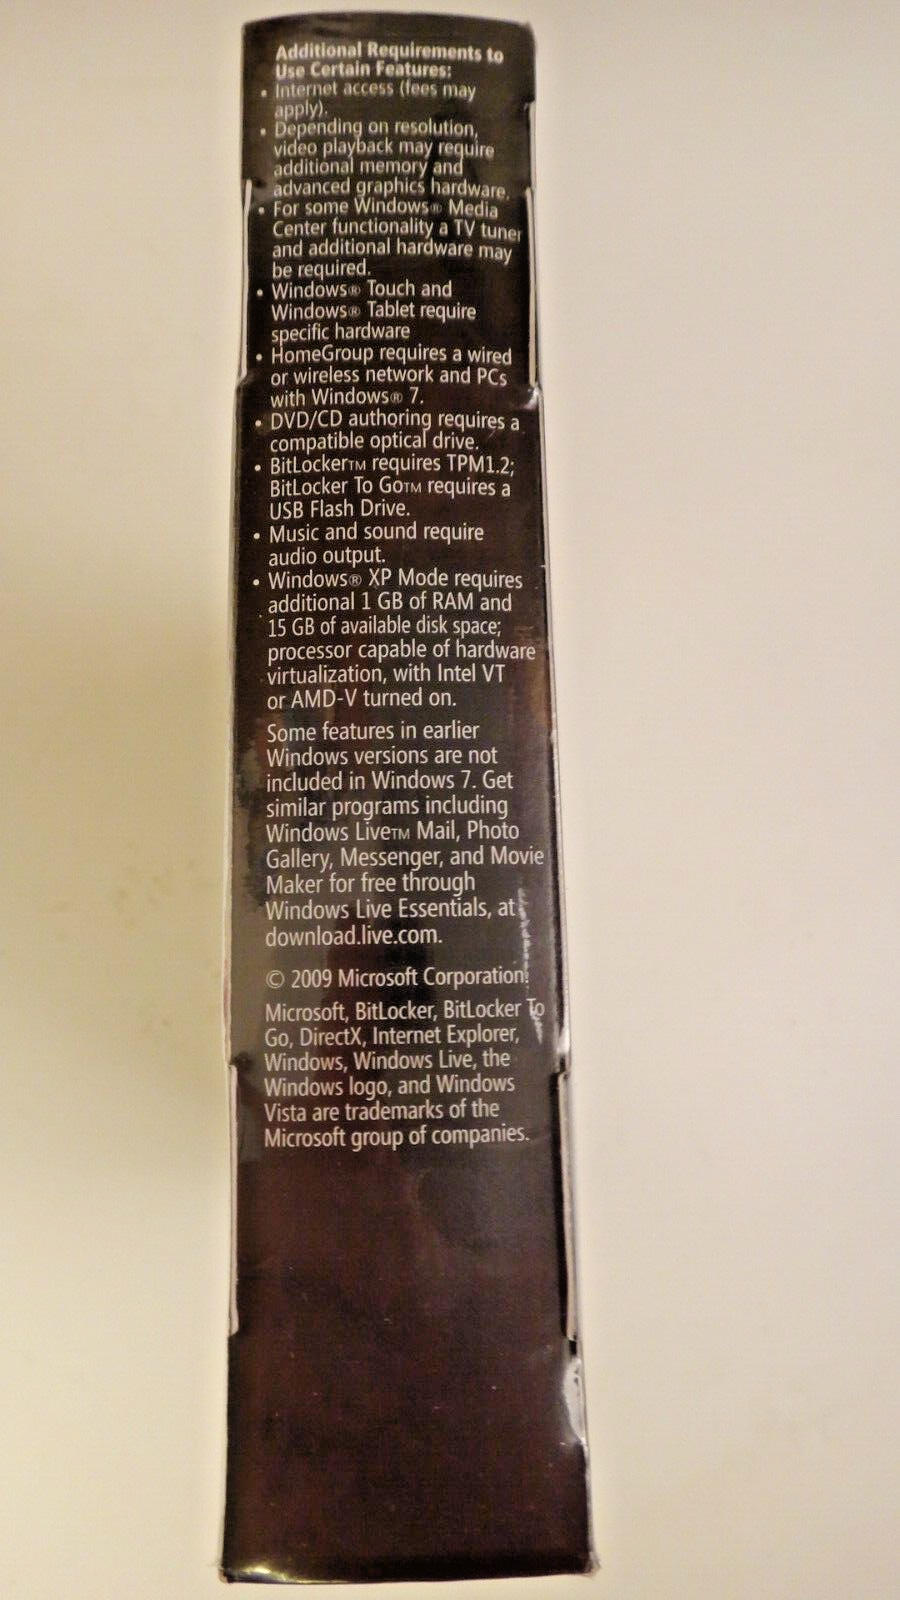 Additional Requirements to
Use Certain Features:
• Internet access (fees may
apply).
• Depending on resolution,
video playback may require
additional memory and
advanced graphics hardware.
• For some Windows® Media
Center functionality a TV tuner
and additional hardware may
be required.
• Windows® Touch and
Windows® Tablet require
specific hardware
• HomeGroup requires a wired
or wireless network and PCs
with Windows® 7.
• DVD/CD authoring requires a
compatible optical drive.
• BitLocker™ requires TPM1.2;
BitLocker To Go™ requires a
USB Flash Drive.
• Music and sound require
audio output.
• Windows® XP Mode requires
additional 1 GB of RAM and
15 GB of available disk space;
processor capable of hardware
virtualization, with Intel VT
or AMD-V turned on.
Some features in earlier
Windows versions are not
included in Windows 7. Get
similar programs including
Windows Live™ Mail, Photo
Gallery, Messenger, and Movie
Maker for free through
Windows Live Essentials, at
download.live.com.
© 2009 Microsoft Corporation.
Microsoft, BitLocker, BitLocker To
Go, DirectX, Internet Explorer,
Windows, Windows Live, the
Windows logo, and Windows
Vista are trademarks of the
Microsoft group of companies.